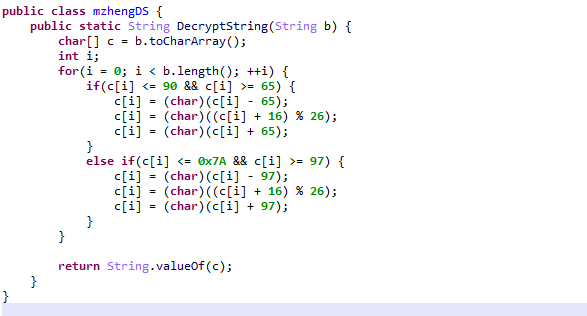 public class mzhengDS {
    public static String DecryptString(String b) {
        char[] c = b.toCharArray();
        int i;
        for(i = 0; i < b.length(); ++i) {
            if(c[i] <= 90 && c[i] >= 65) {
                c[i] = (char)(c[i] - 65);
                c[i] = (char)((c[i] + 16) % 26);
                c[i] = (char)(c[i] + 65);
            }
            else if(c[i] <= 0x7A && c[i] >= 97) {
                c[i] = (char)(c[i] - 97);
                c[i] = (char)((c[i] + 16) % 26);
                c[i] = (char)(c[i] + 97);
            }
        }

        return String.valueOf(c);
    }
}